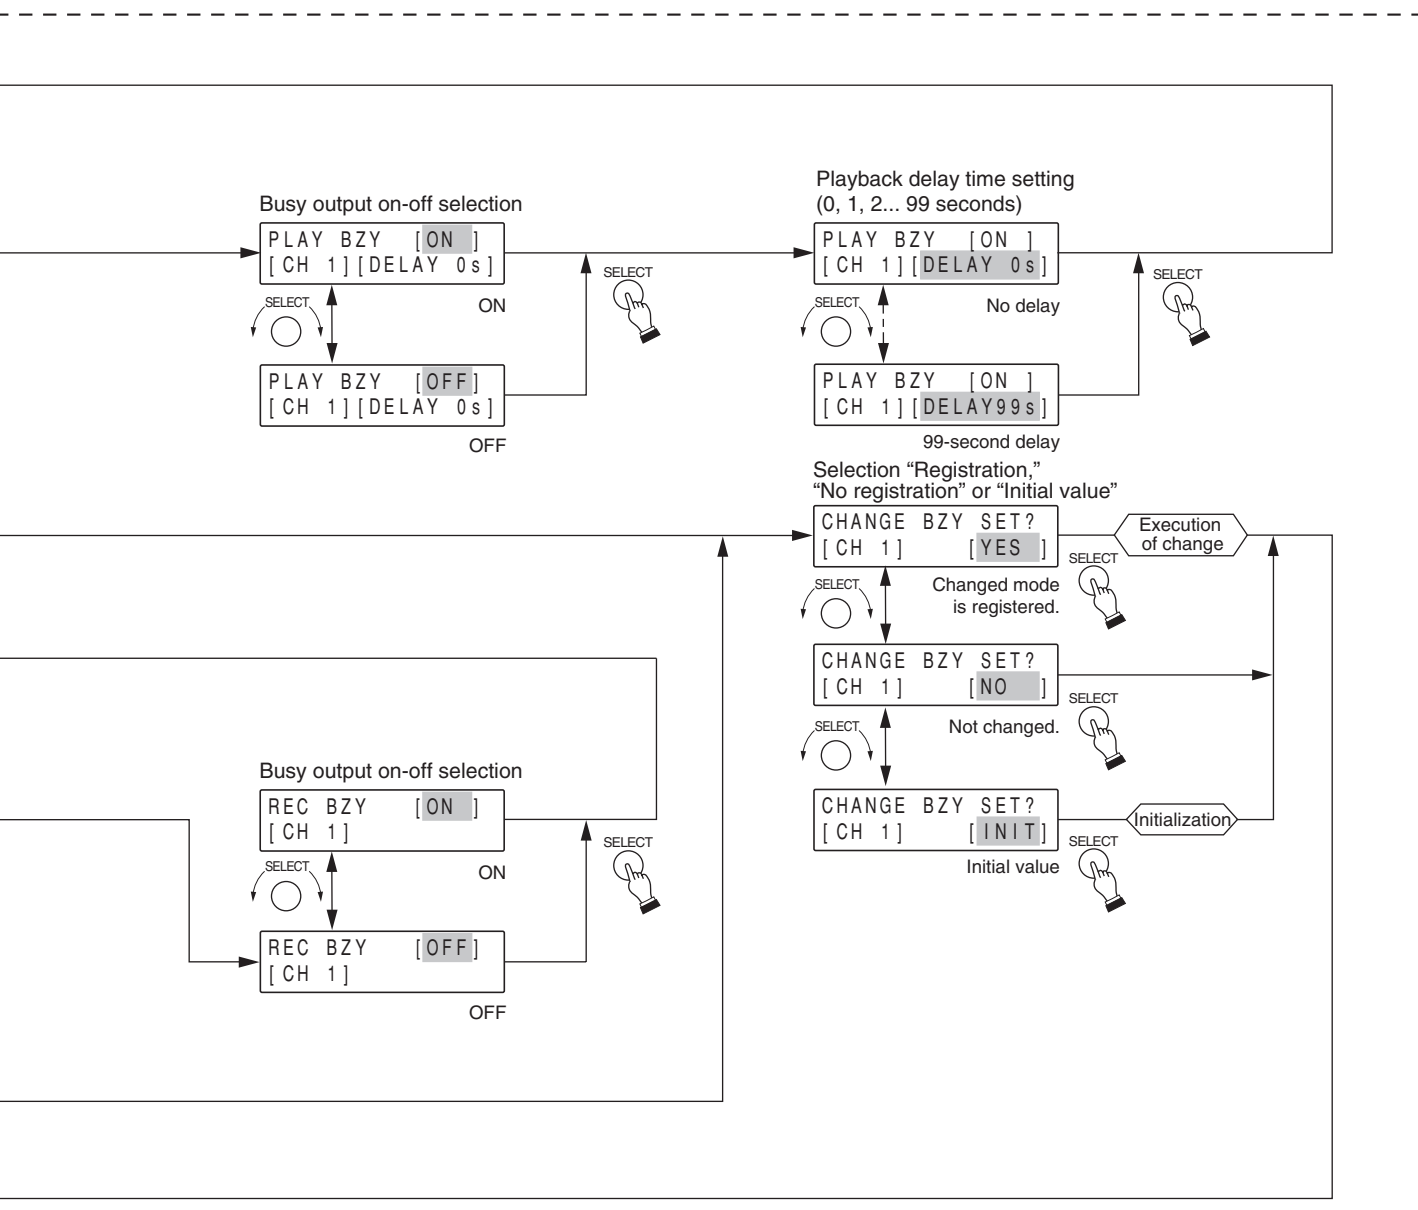 Busy output on-off selection
PLAY BZY [ON ]
[CH 1][DELAY 0s]
ON
SELECT
SELECT
PLAY BZY [OFF]
[CH 1][DELAY 0s]
OFF
Playback delay time setting
(0, 1, 2... 99 seconds)
PLAY BZY [ON ]
[CH 1][DELAY 0s]
No delay
SELECT
SELECT
PLAY BZY [ON ]
[CH 1][DELAY99s]
99-second delay
Selection “Registration,”
“No registration” or “Initial value”
CHANGE BZY SET?
[CH 1] [YES ]
Execution
of change
SELECT
Changed mode
is registered.
SELECT
CHANGE BZY SET?
[CH 1] [NO ]
SELECT
Not changed.
SELECT
CHANGE BZY SET?
[CH 1] [INIT]
Initialization
SELECT
Initial value
Busy output on-off selection
REC BZY [ON ]
[CH 1]
ON
SELECT
SELECT
REC BZY [OFF]
[CH 1]
OFF